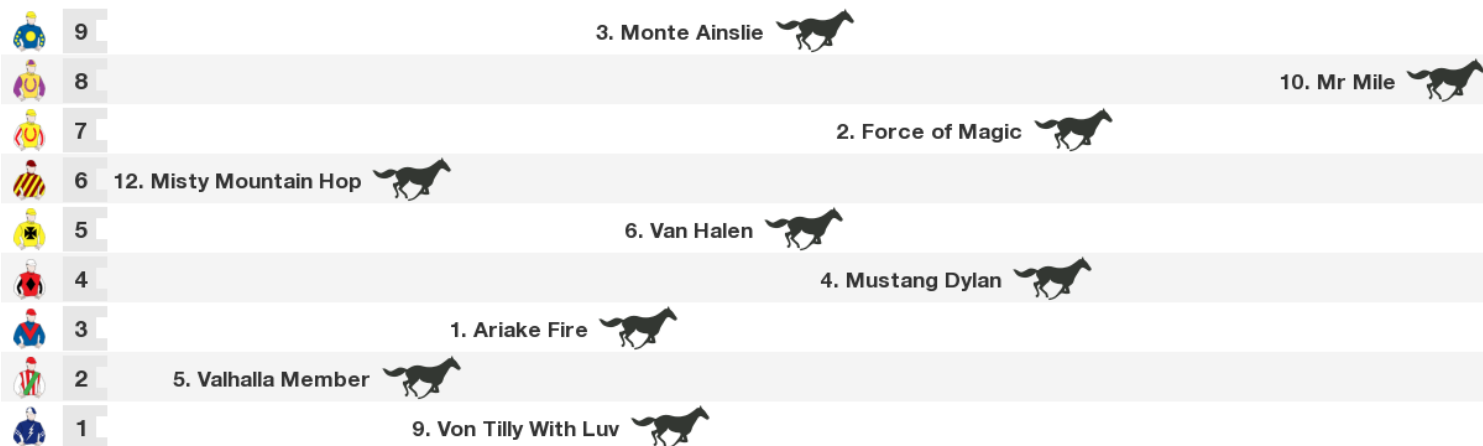 9 3. Monte Ainslie
8 10. Mr Mile
7 2. Force of Magic
6 12. Misty Mountain Hop
5 6. Van Halen
4 4. Mustang Dylan
3 1. Ariake Fire
2 5. Valhalla Member
1 9. Von Tilly With Luv